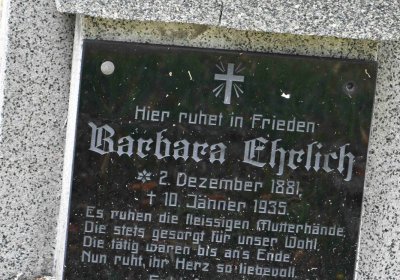 Hier ruhet in Frieden
Barbara Ehrlich
* 2. Dezember 1881,
† 10. Jänner 1935.
Es ruhen die fleissigen Mutterhände,
Die stets gesorgt für unser Wohl,
Die tätig waren bis an's Ende,
Nun ruht ihr Herz so liebevoll.